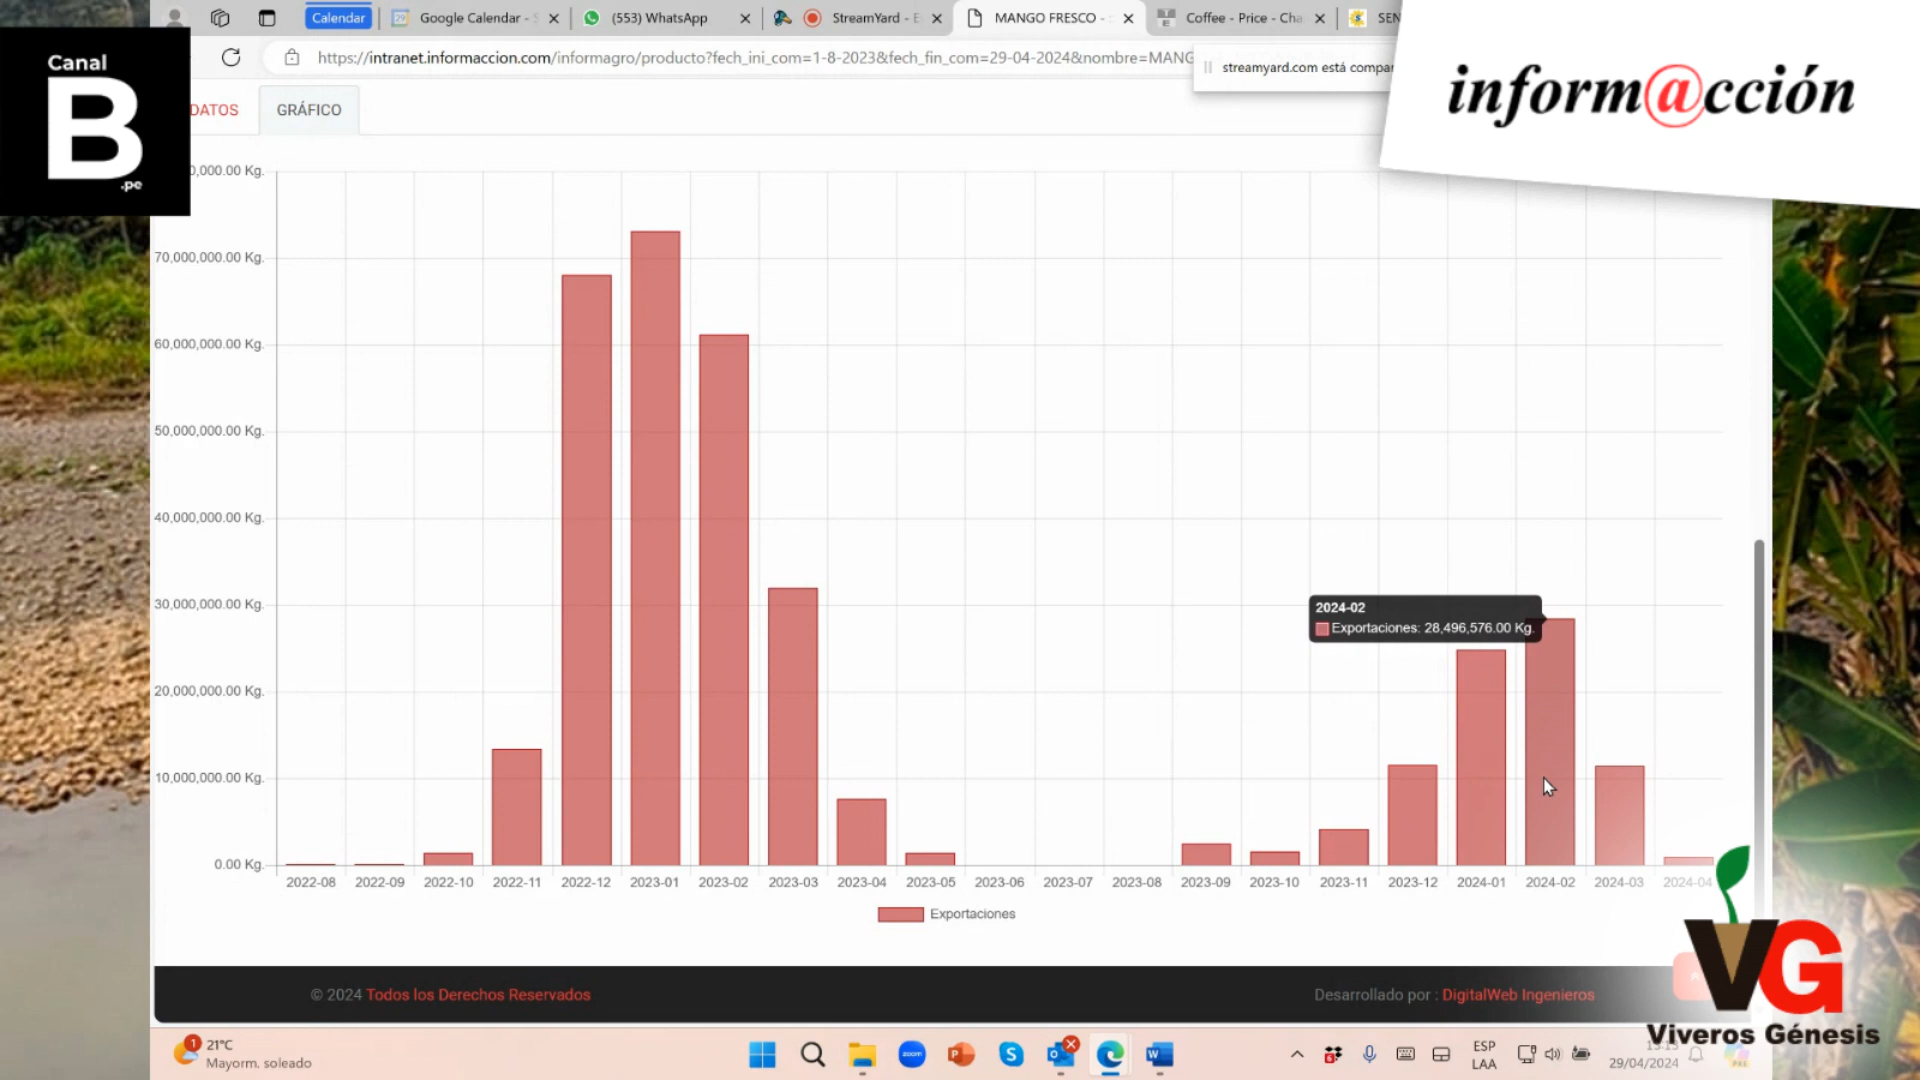 Canal
B
.pe
Calendar
Google Calendar - S
(553) WhatsApp
StreamYard - E
MANGO FRESCO -
Coffee - Price - Cha
SEN
https://intranet.informaccion.com/informagro/producto?fech_ini_com=1-8-2023&fech_fin_com=29-04-2024&nombre=MANG
streamyard.com está compar
inform@cción
DATOS
GRÁFICO
0,000.00 Kg.
70,000,000.00 Kg.
60,000,000.00 Kg.
50,000,000.00 Kg.
40,000,000.00 Kg.
30,000,000.00 Kg.
20,000,000.00 Kg.
10,000,000.00 Kg.
0.00 Kg.
2024-02
Exportaciones: 28,496,576.00 Kg.
2022-08 2022-09 2022-10 2022-11 2022-12 2023-01 2023-02 2023-03 2023-04 2023-05 2023-06 2023-07 2023-08 2023-09 2023-10 2023-11 2023-12 2024-01 2024-02 2024-03 2024-04
Exportaciones
© 2024 Todos los Derechos Reservados
Desarrollado por : DigitalWeb Ingenieros
VG
Viveros Génesis
1
21°C
Mayorm. soleado
zoom
ESP
LAA
29/04/2024